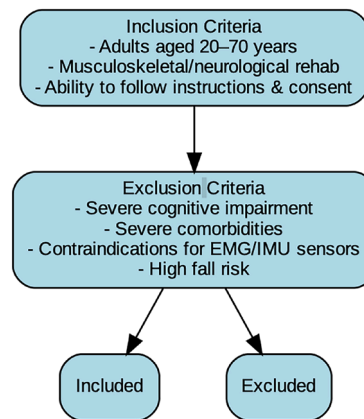 Inclusion Criteria
- Adults aged 20–70 years
- Musculoskeletal/neurological rehab
- Ability to follow instructions & consent
Exclusion Criteria
- Severe cognitive impairment
- Severe comorbidities
- Contraindications for EMG/IMU sensors
- High fall risk
Included
Excluded